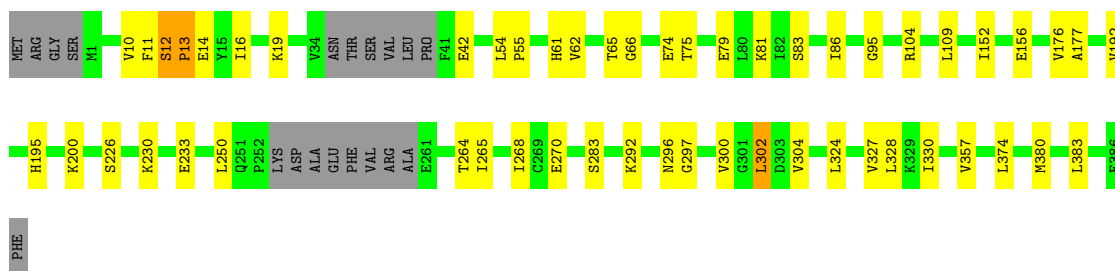 MET ARG GLY SER M1 V10 F11 S12 P13 E14 Y15 I16 K19 V34 ASN THR SER VAL LEU PRO F41 E42 L54 P55 H61 V62 T65 G66 E74 T75 E79 L80 K81 I82 S83 I86 G95 R104 L109 I152 E156 V176 A177
H195 K200 S226 K230 E233 L250 Q251 P252 LYS ASP ALA GLU PHE VAL ARG ALA E261 T264 I265 I268 C269 E270 S283 K292 N296 G297 V300 G301 L302 D303 V304 L324 V327 L328 K329 I330 V357 L374 M380 L383
PHE